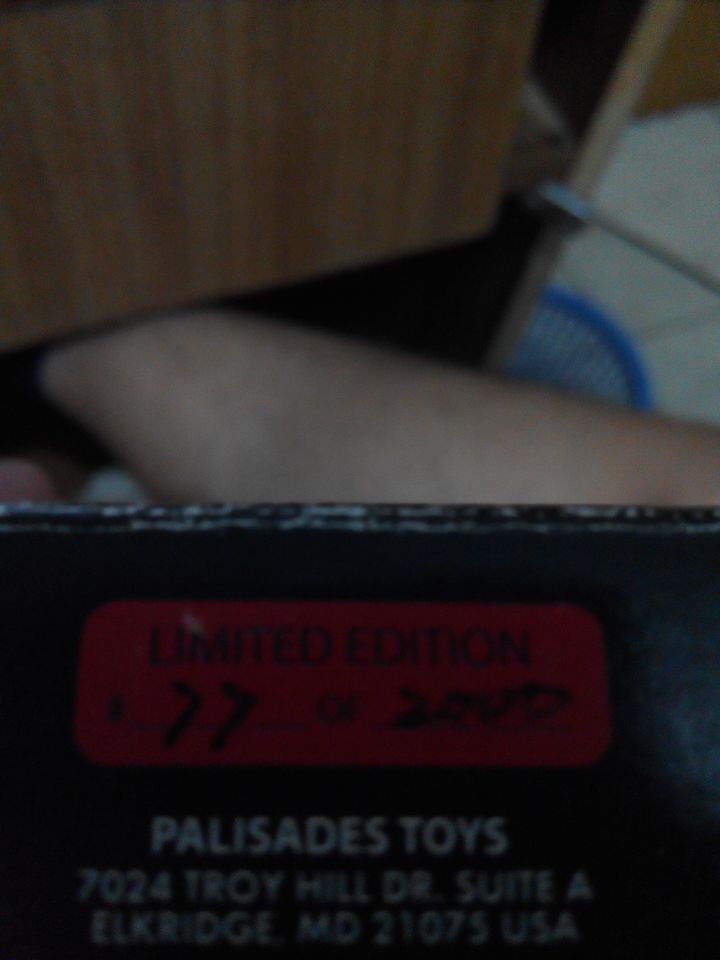 LIMITED EDITION
# 77 OF 2000
PALISADES TOYS
7024 TROY HILL DR. SUITE A
ELKRIDGE, MD 21075 USA